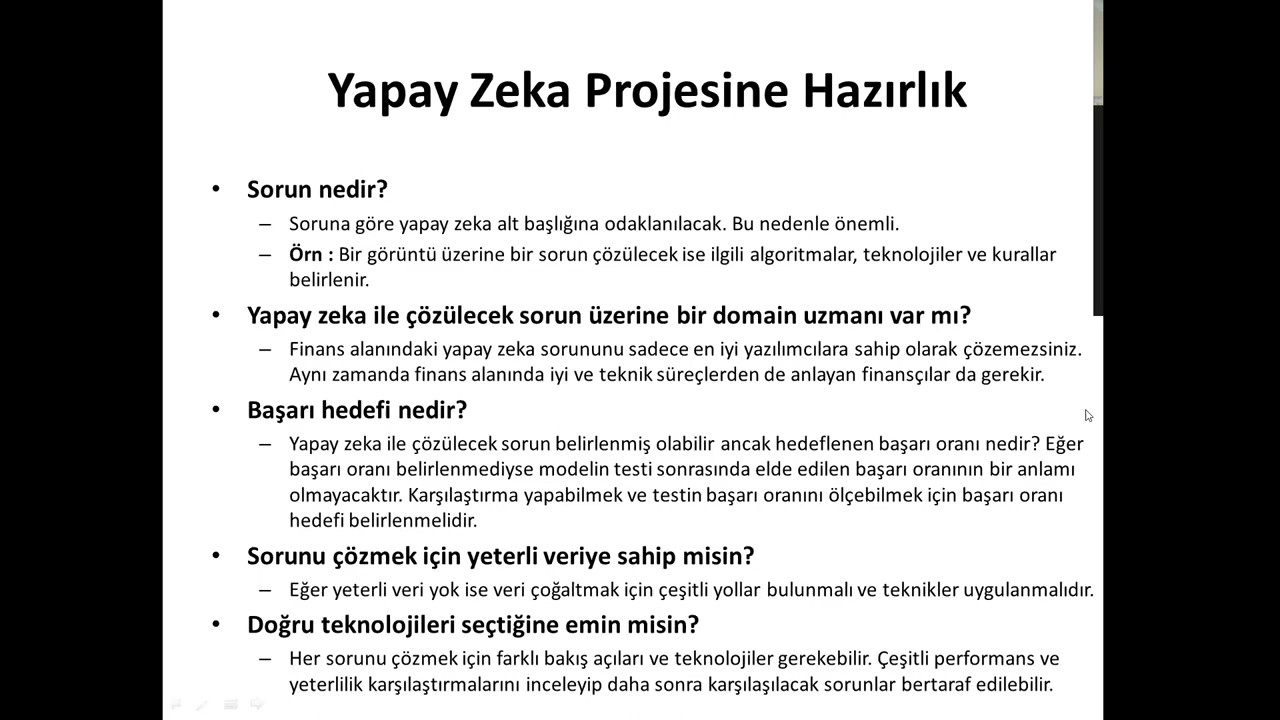 Yapay Zeka Projesine Hazırlık
• Sorun nedir?
– Soruna göre yapay zeka alt başlığına odaklanılacak. Bu nedenle önemli.
– Örn : Bir görüntü üzerine bir sorun çözülecek ise ilgili algoritmalar, teknolojiler ve kurallar
belirlenir.
• Yapay zeka ile çözülecek sorun üzerine bir domain uzmanı var mı?
– Finans alanındaki yapay zeka sorununu sadece en iyi yazılımcılara sahip olarak çözemezsiniz.
Aynı zamanda finans alanında iyi ve teknik süreçlerden de anlayan finansçılar da gerekir.
• Başarı hedefi nedir?
– Yapay zeka ile çözülecek sorun belirlenmiş olabilir ancak hedeflenen başarı oranı nedir? Eğer
başarı oranı belirlenmediyse modelin testi sonrasında elde edilen başarı oranının bir anlamı
olmayacaktır. Karşılaştırma yapabilmek ve testin başarı oranını ölçebilmek için başarı oranı
hedefi belirlenmelidir.
• Sorunu çözmek için yeterli veriye sahip misin?
– Eğer yeterli veri yok ise veri çoğaltmak için çeşitli yollar bulunmalı ve teknikler uygulanmalıdır.
• Doğru teknolojileri seçtiğine emin misin?
– Her sorunu çözmek için farklı bakış açıları ve teknolojiler gerekebilir. Çeşitli performans ve
yeterlilik karşılaştırmalarını inceleyip daha sonra karşılaşılacak sorunlar bertaraf edilebilir.